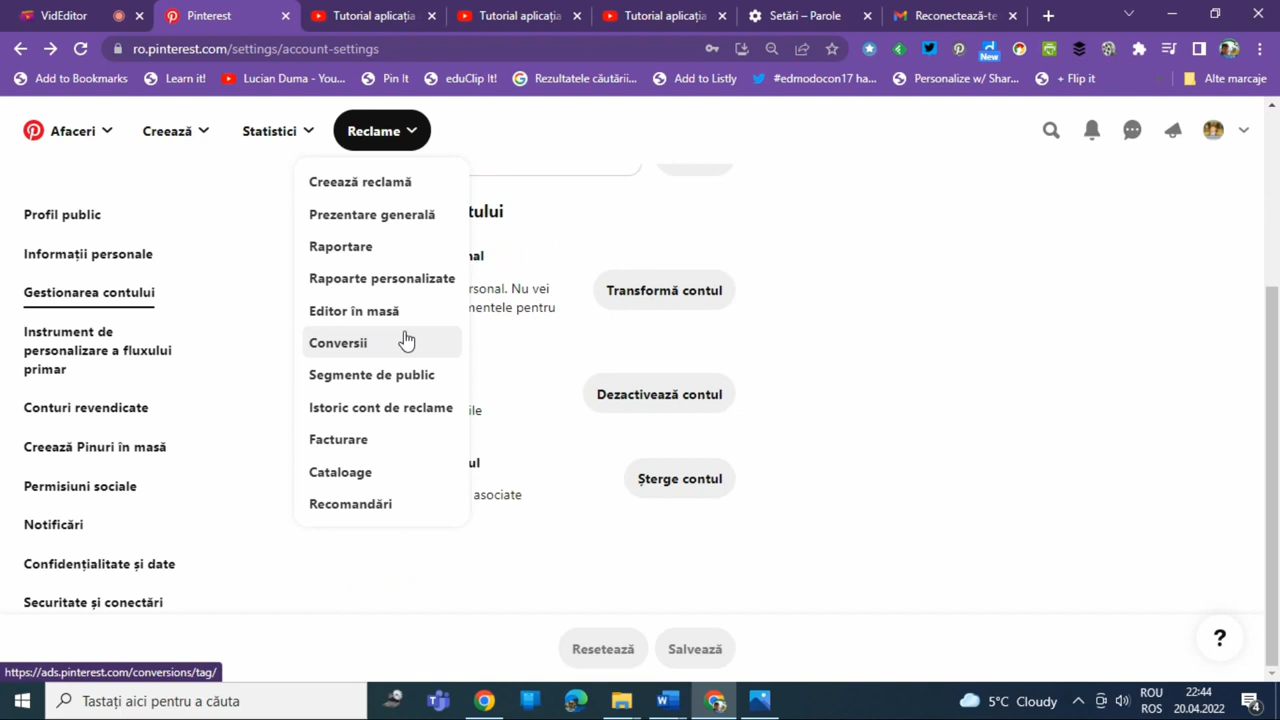 VidEditor
Pinterest
Tutorial aplicația
Tutorial aplicația
Tutorial aplicația
Setări – Parole
Reconectează-te
ro.pinterest.com/settings/account-settings
New
Add to Bookmarks
Learn it!
Lucian Duma - You...
Pin It
eduClip It!
Rezultatele căutării...
Add to Listly
#edmodocon17 ha...
Personalize w/ Shar...
+ Flip it
Alte marcaje
Afaceri
Creează
Statistici
Reclame
Creează reclamă
Prezentare generală
Raportare
Rapoarte personalizate
Editor în masă
Conversii
Segmente de public
Istoric cont de reclame
Facturare
Cataloage
Recomandări
Profil public
Informații personale
Gestionarea contului
Instrument de
personalizare a fluxului
primar
Conturi revendicate
Creează Pinuri în masă
Permisiuni sociale
Notificări
Confidențialitate și date
Securitate și conectări
tului
nal
rsonal. Nu vei
mentele pentru
Transformă contul
ile
Dezactivează contul
ul
asociate
Șterge contul
Resetează
Salvează
?
https://ads.pinterest.com/conversions/tag/
Tastați aici pentru a căuta
5°C Cloudy
ROU
ROS
22:44
20.04.2022
4